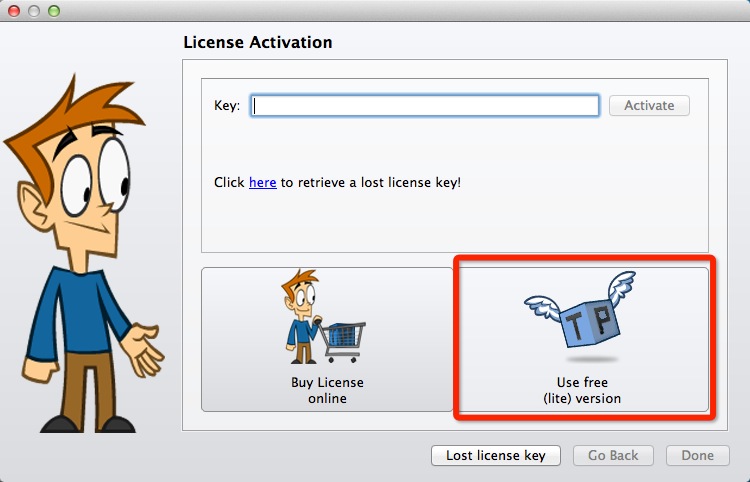 License Activation
Key:
Activate
Click here to retrieve a lost license key!
TP
Buy License
online
Use free
(lite) version
Lost license key
Go Back
Done